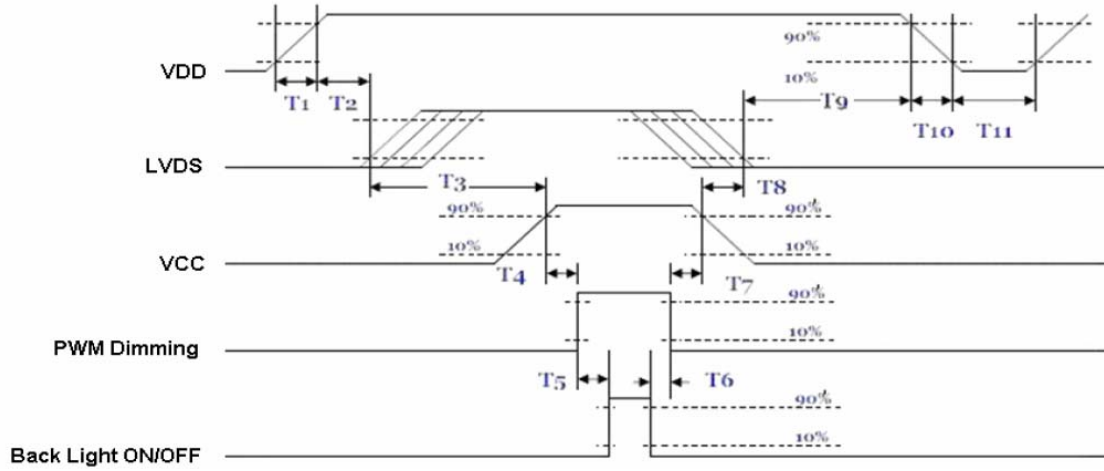 90%
VDD
10%
T1 T2 T9 T10 T11
LVDS
T3 T8
90% 90%
10% 10%
VCC
T4 T7
90%
10%
PWM Dimming
T5 T6
90%
10%
Back Light ON/OFF